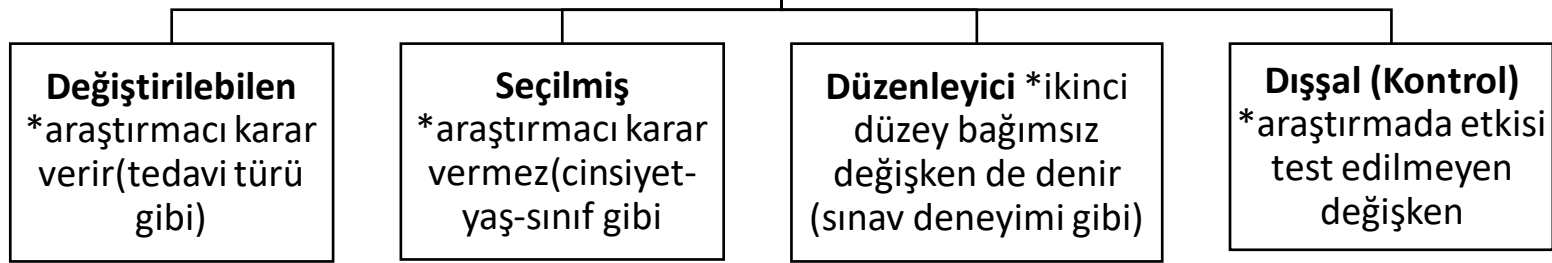 Değiştirilebilen
*araştırmacı karar
verir(tedavi türü
gibi)
Seçilmiş
*araştırmacı karar
vermez(cinsiyet-
yaş-sınıf gibi
Düzenleyici *ikinci
düzey bağımsız
değişken de denir
(sınav deneyimi gibi)
Dışşal (Kontrol)
*araştırmada etkisi
test edilmeyen
değişken